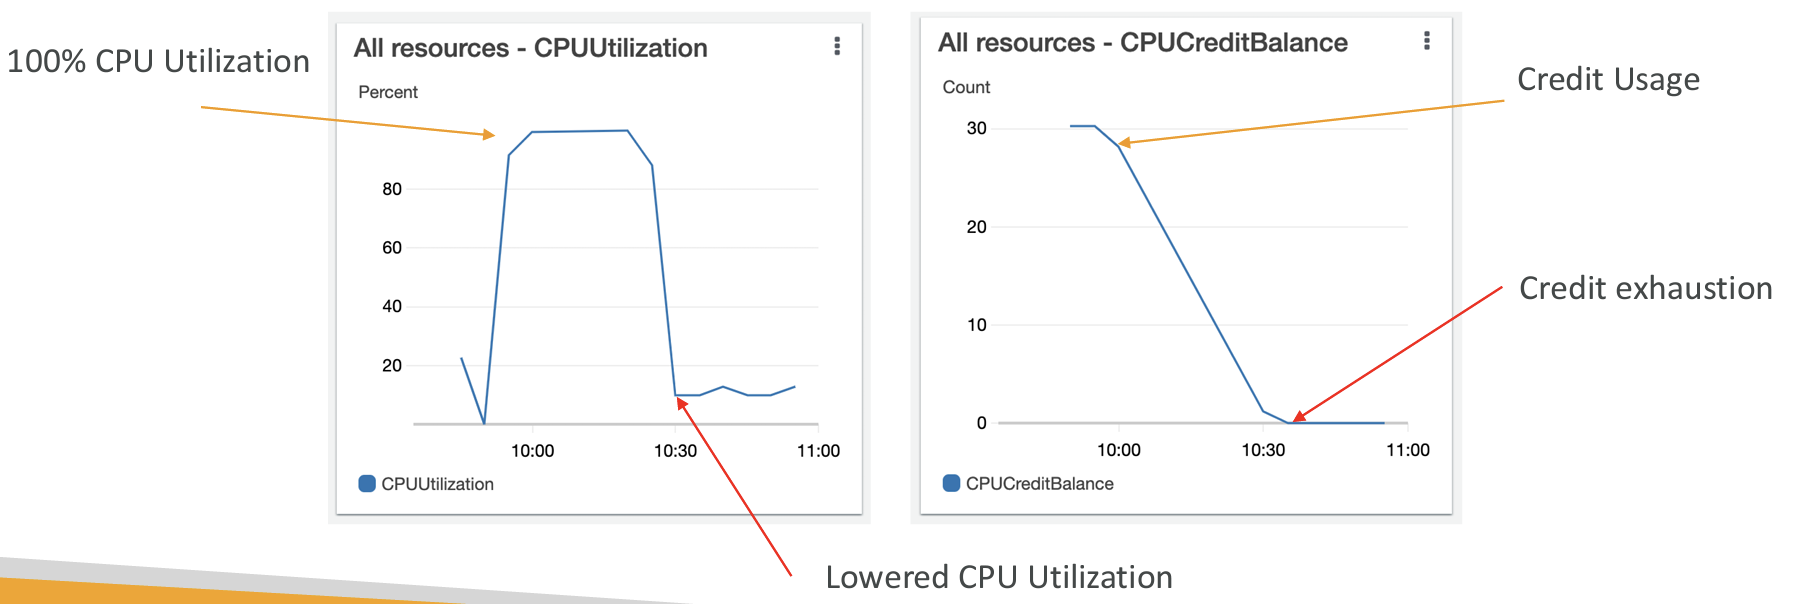 100% CPU Utilization
All resources - CPUUtilization
Percent
80
60
40
20
10:00
10:30
11:00
CPUUtilization
Lowered CPU Utilization
All resources - CPUCreditBalance
Count
30
20
10
0
10:00
10:30
11:00
CPUCreditBalance
Credit Usage
Credit exhaustion